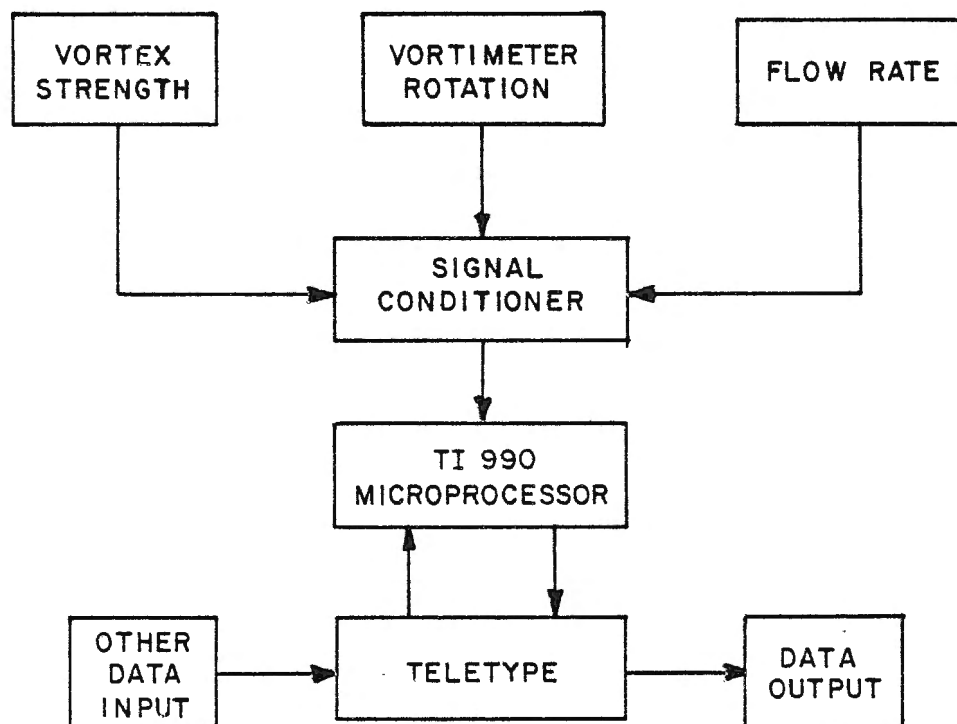 VORTEX
STRENGTH
VORTIMETER
ROTATION
FLOW RATE
SIGNAL
CONDITIONER
TI 990
MICROPROCESSOR
OTHER
DATA
INPUT
TELETYPE
DATA
OUTPUT